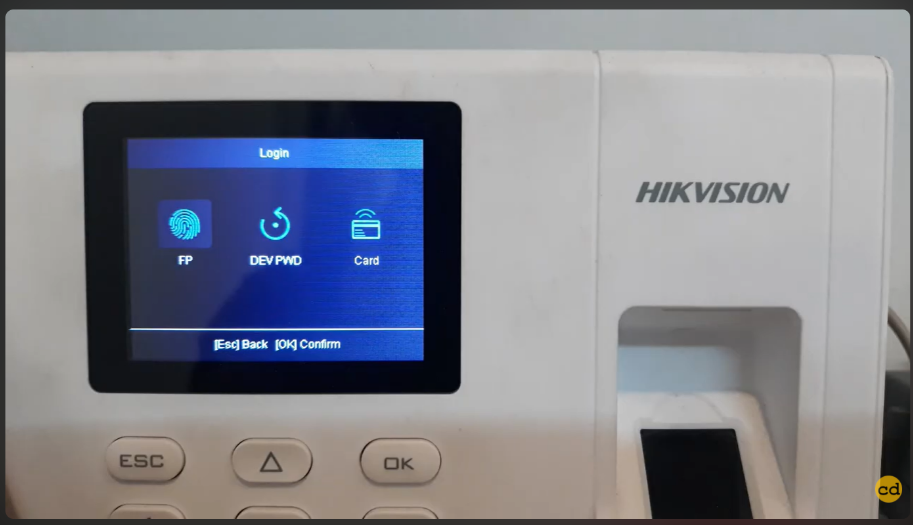 Login
HIKVISION
FP DEV PWD Card
[Esc] Back [OK] Confirm
ESC OK
cd